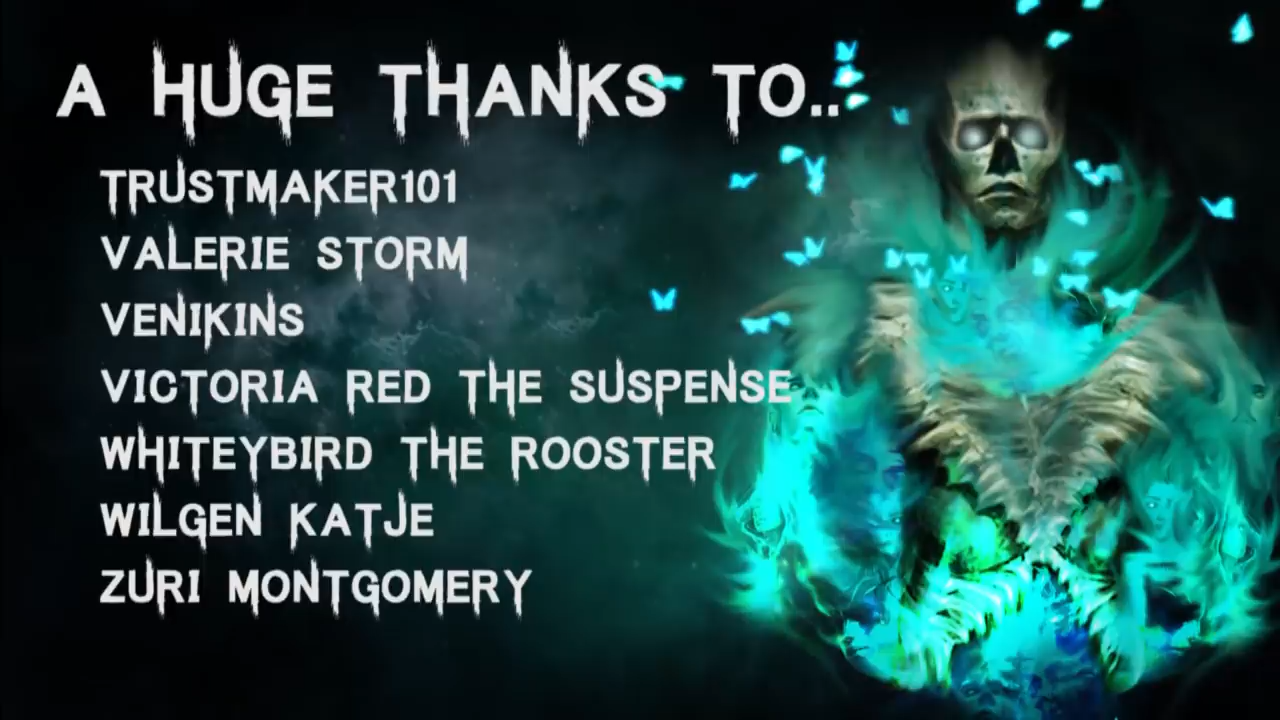 A HUGE THANKS TO..
TRUSTMAKER101
VALERIE STORM
VENIKINS
VICTORIA RED THE SUSPENSE
WHITEYBIRD THE ROOSTER
WILGEN KATJE
ZURI MONTGOMERY